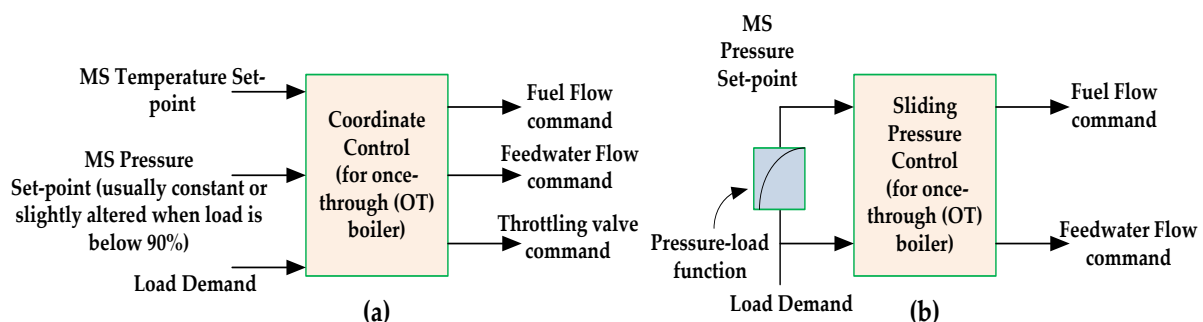 MS Temperature Set-
point
MS Pressure
Set-point (usually constant or
slightly altered when load is
below 90%)
Load Demand
Coordinate
Control
(for once-
through (OT)
boiler)
Fuel Flow
command
Feedwater Flow
command
Throttling valve
command
(a)
MS
Pressure
Set-point
Pressure-load
function
Load Demand
Sliding
Pressure
Control
(for once-
through (OT)
boiler)
Fuel Flow
command
Feedwater Flow
command
(b)